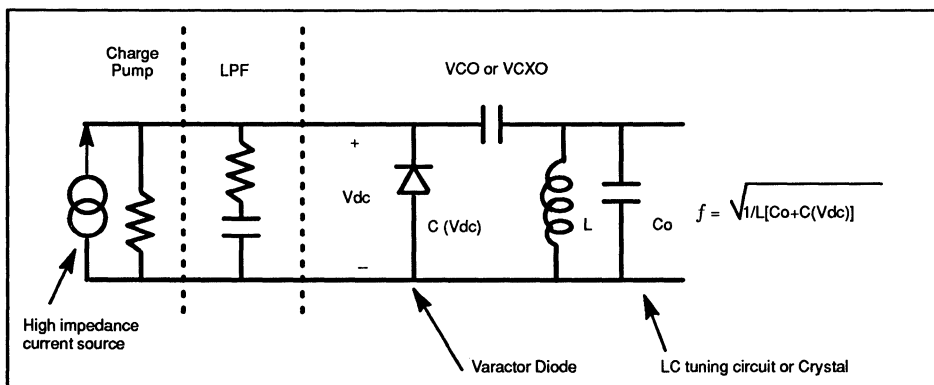 Charge
Pump
LPF
VCO or VCXO
+
Vdc
−
C (Vdc)
L
Co
f = √1/L[Co+C(Vdc)]
High impedance
current source
Varactor Diode
LC tuning circuit or Crystal